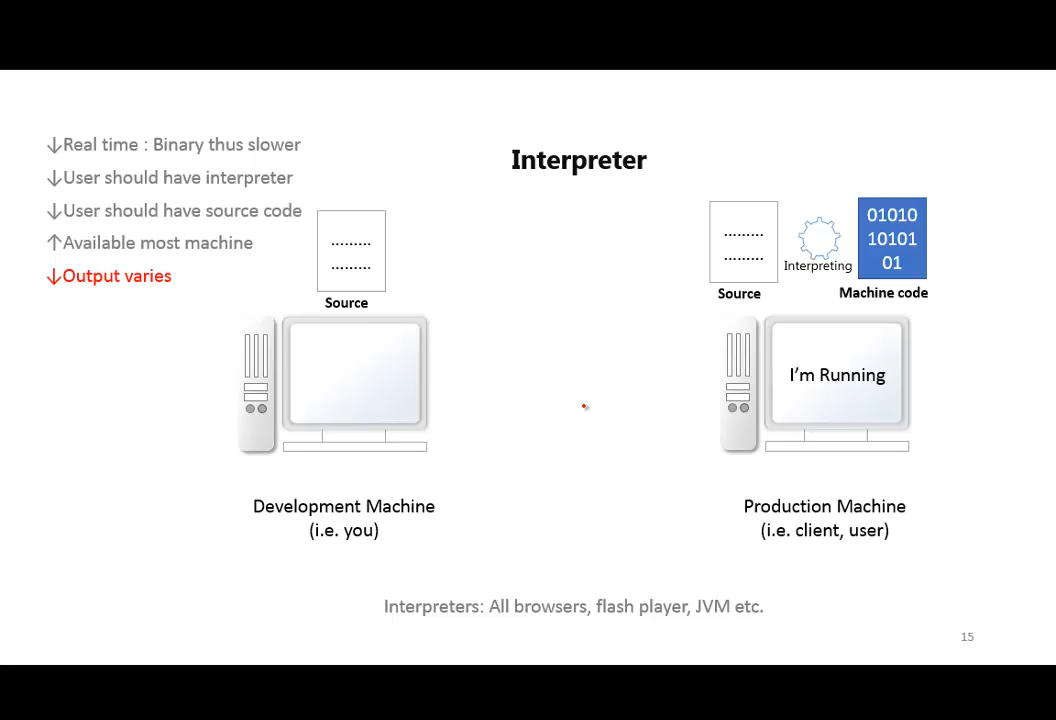 Interpreter
↓Real time : Binary thus slower
↓User should have interpreter
↓User should have source code
↑Available most machine
↓Output varies
.........
.........
Source
.........
.........
Source
Interpreting
01010
10101
01
Machine code
I'm Running
Development Machine
(i.e. you)
Production Machine
(i.e. client, user)
Interpreters: All browsers, flash player, JVM etc.
15